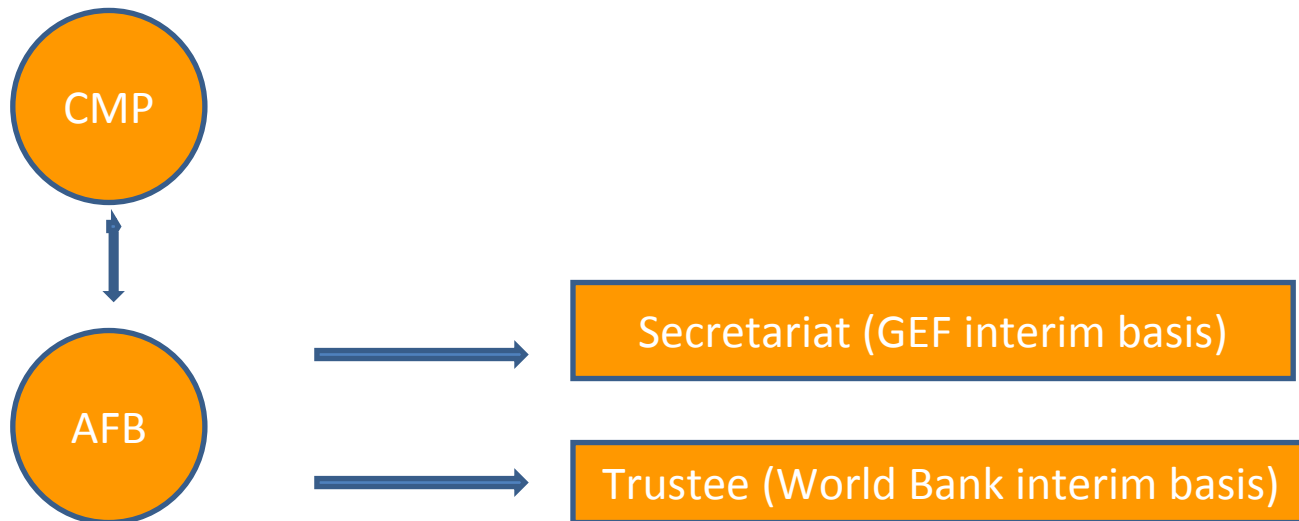 CMP
Secretariat (GEF interim basis)
AFB
Trustee (World Bank interim basis)